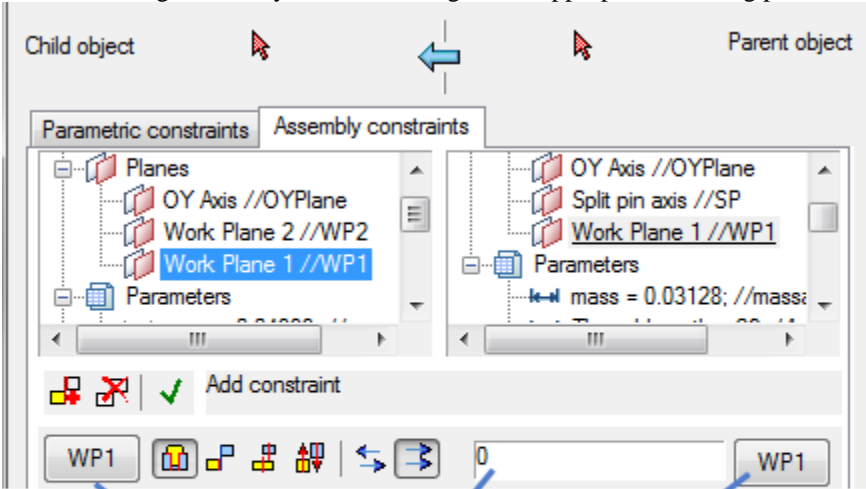 Child object
Parent object
Parametric constraints
Assembly constraints
Planes
OY Axis //OYPlane
Work Plane 2 //WP2
Work Plane 1 //WP1
Parameters
OY Axis //OYPlane
Split pin axis //SP
Work Plane 1 //WP1
Parameters
mass = 0.03128; //massa
Add constraint
WP1
0
WP1